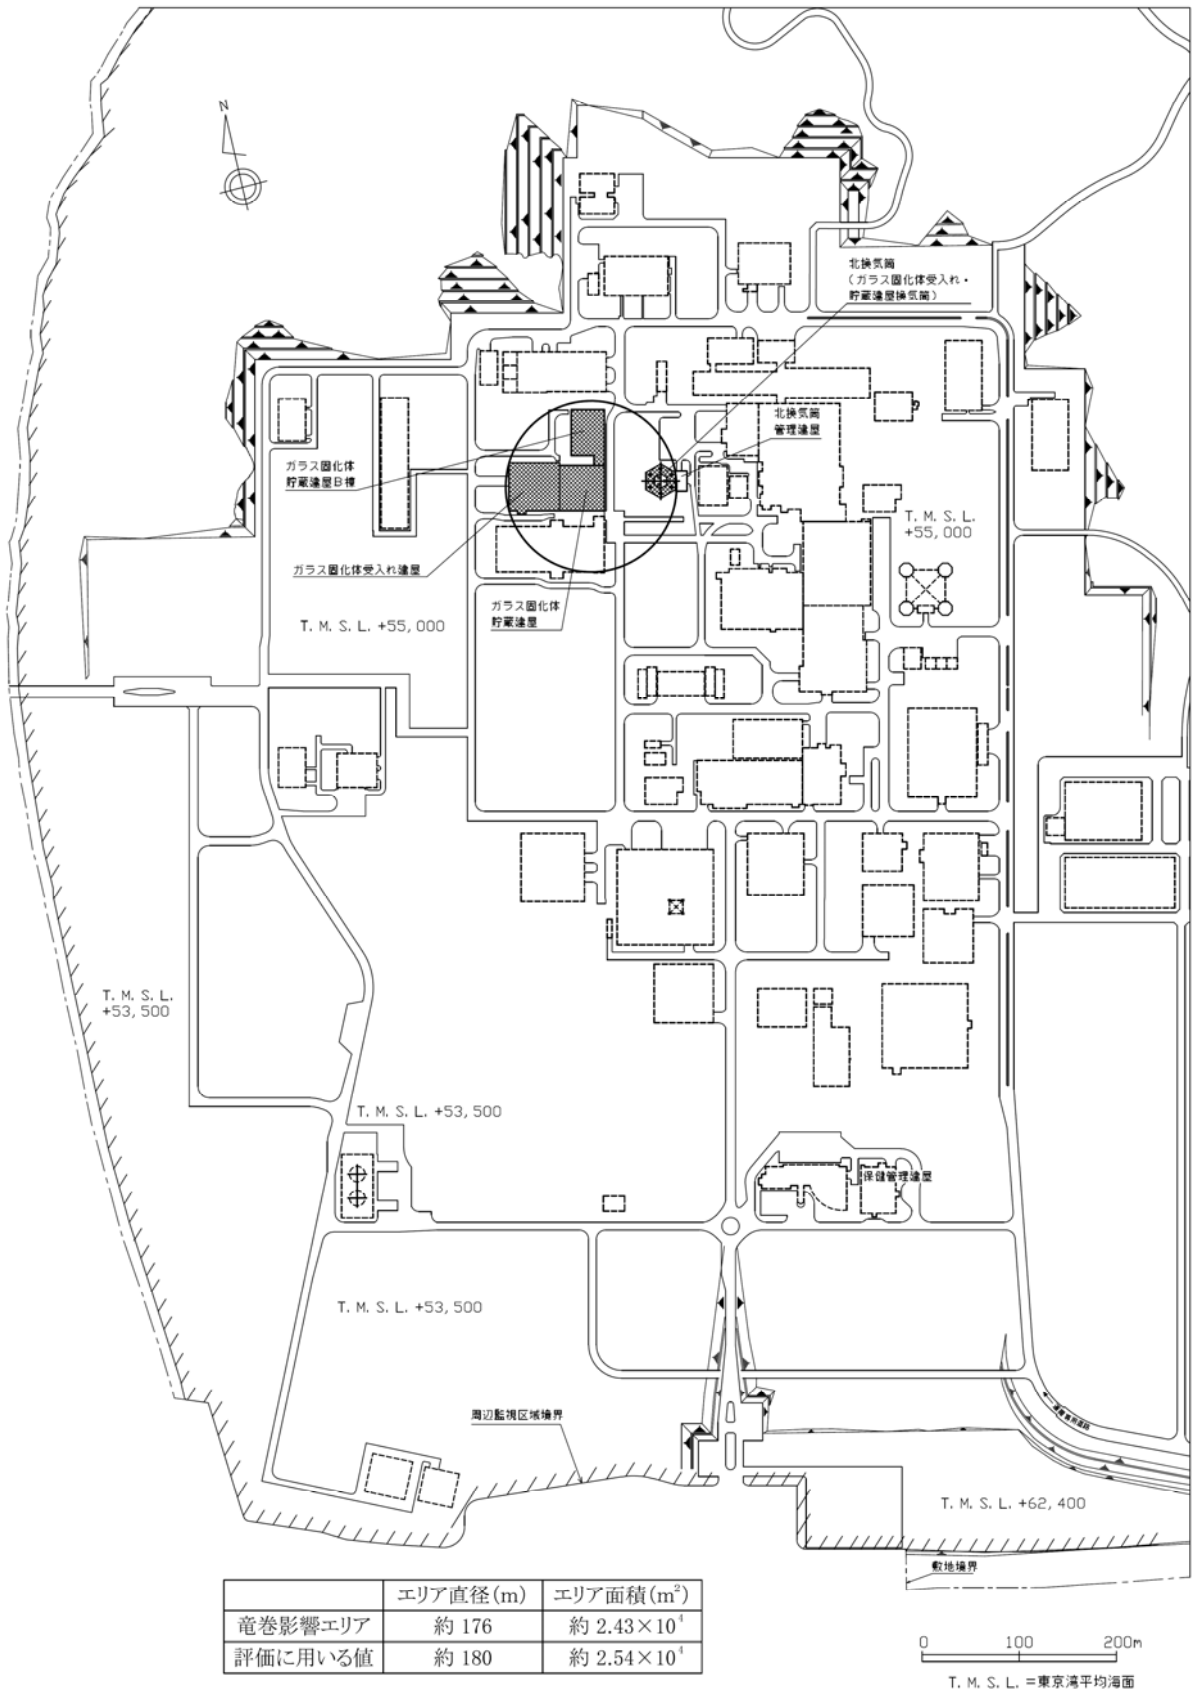 N
北換気筒
(ガラス固化体受入れ・
貯蔵建屋換気筒)
北換気筒
管理建屋
ガラス固化体
貯蔵建屋B棟
T. M. S. L.
+55, 000
ガラス固化体受入れ建屋
ガラス固化体
貯蔵建屋
T. M. S. L. +55, 000
T. M. S. L.
+53, 500
T. M. S. L. +53, 500
保健管理建屋
T. M. S. L. +53, 500
周辺監視区域境界
T. M. S. L. +62, 400
敷地境界
エリア直径(m) エリア面積(m²)
竜巻影響エリア 約 176 約 2.43×10⁴
評価に用いる値 約 180 約 2.54×10⁴
0 100 200m
T. M. S. L. =東京湾平均海面